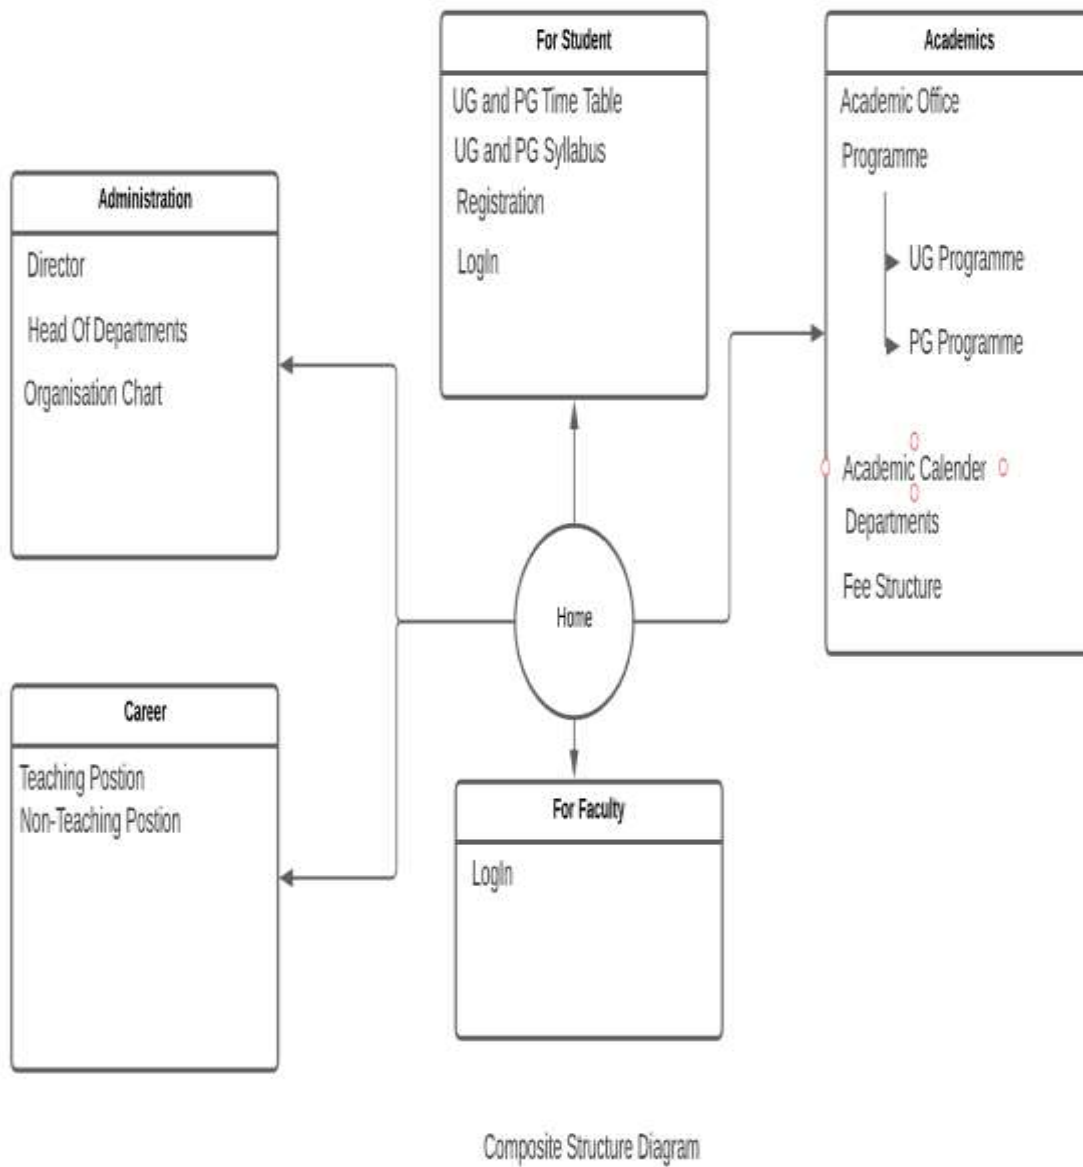 For Student
UG and PG Time Table
UG and PG Syllabus
Registration
LogIn
Academics
Academic Office
Programme
UG Programme
PG Programme
Academic Calender
Departments
Fee Structure
Administration
Director
Head Of Departments
Organisation Chart
Home
Career
Teaching Postion
Non-Teaching Postion
For Faculty
LogIn
Composite Structure Diagram